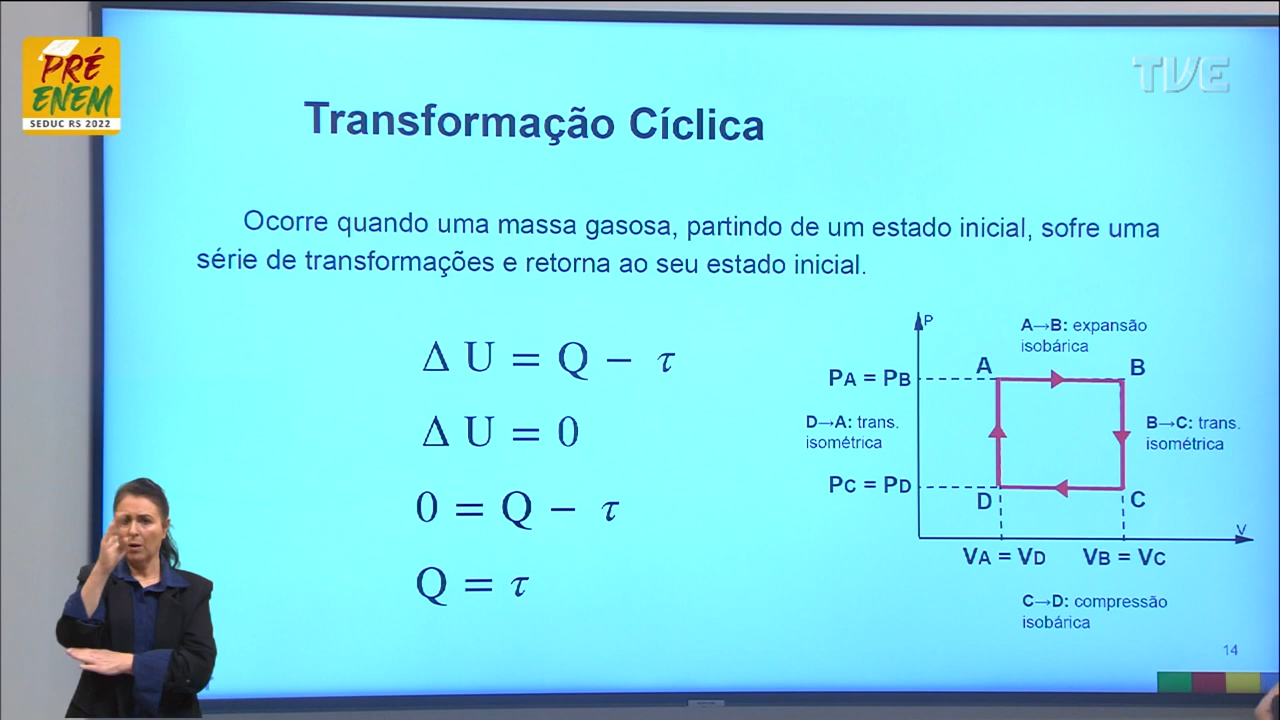 PRÉ
ENEM
SEDUC RS 2022
TVE
Transformação Cíclica
Ocorre quando uma massa gasosa, partindo de um estado inicial, sofre uma
série de transformações e retorna ao seu estado inicial.
Δ U = Q − τ
Δ U = 0
0 = Q − τ
Q = τ
P
A→B: expansão
isobárica
A
B
PA = PB
D→A: trans.
isométrica
B→C: trans.
isométrica
PC = PD
D
C
V
VA = VD
VB = VC
C→D: compressão
isobárica
14